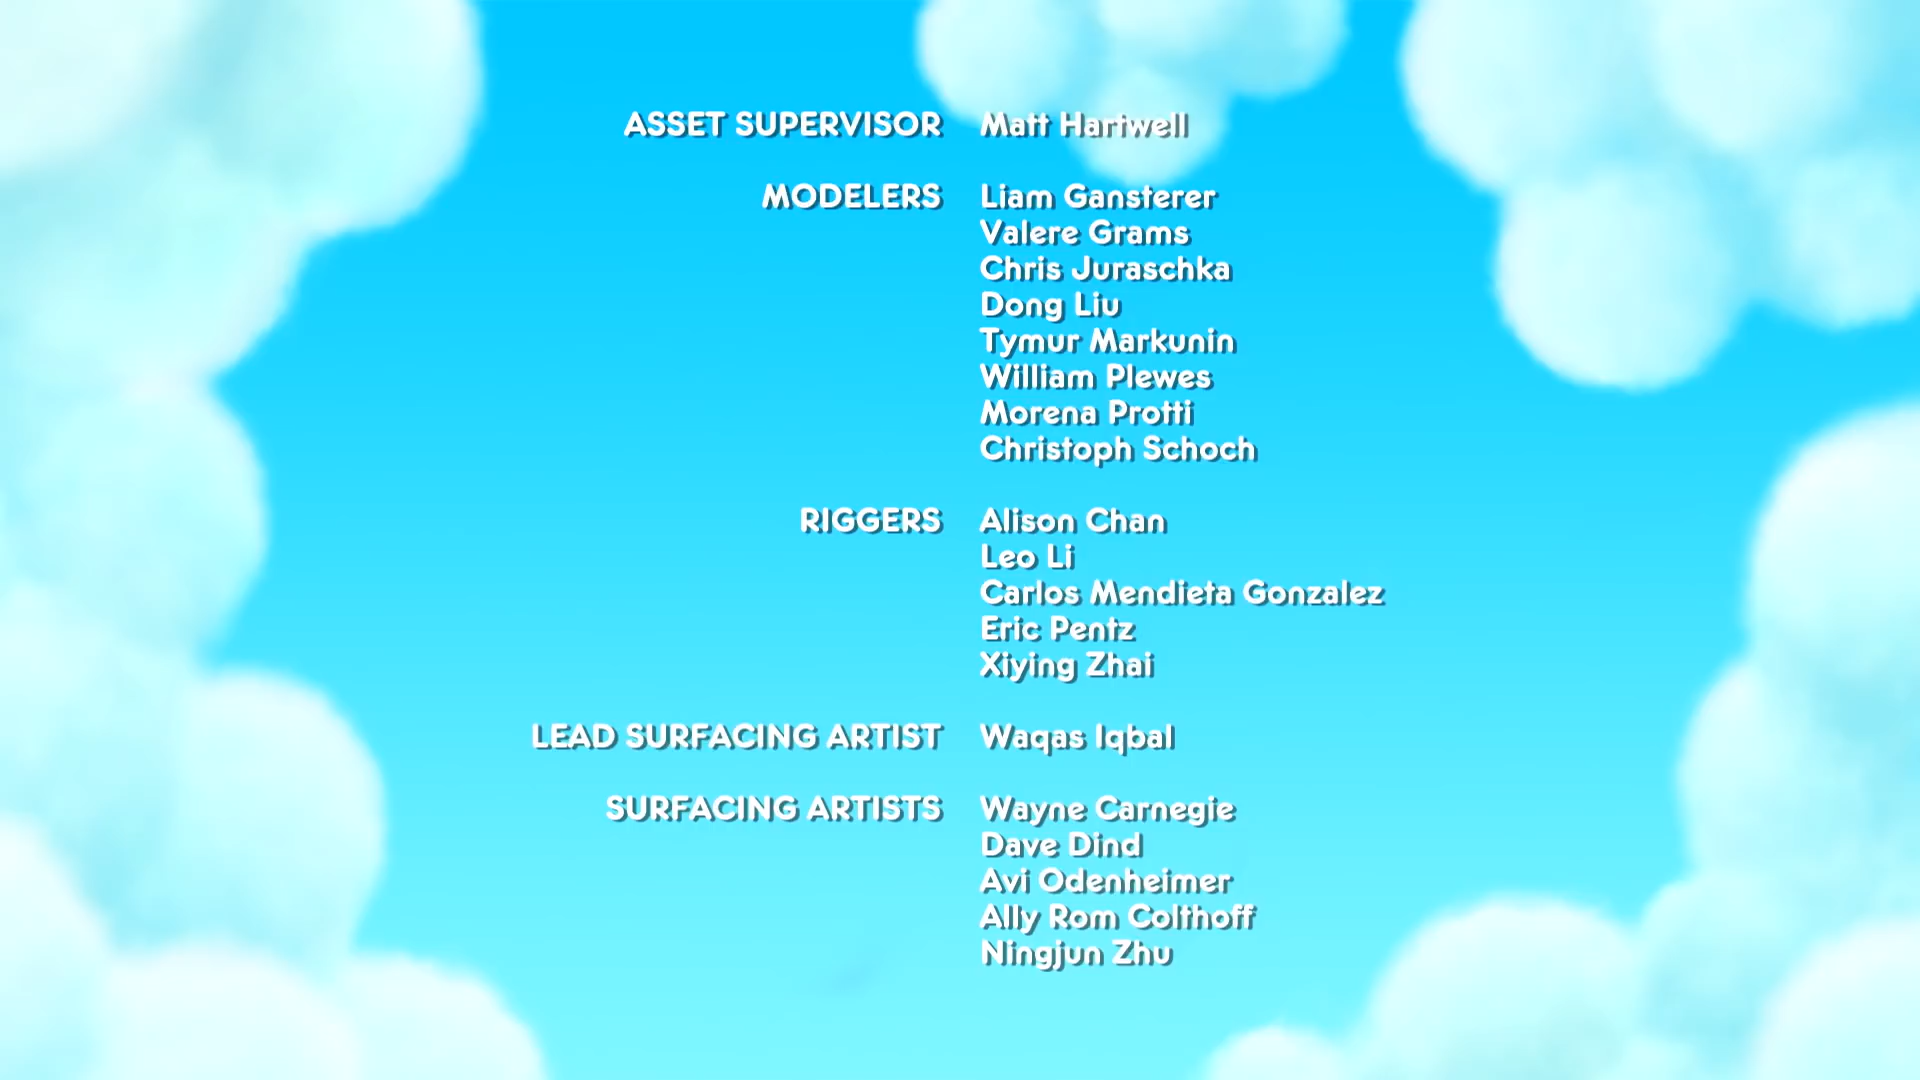 ASSET SUPERVISOR Matt Hartwell
MODELERS Liam Gansterer
Valere Grams
Chris Juraschka
Dong Liu
Tymur Markunin
William Plewes
Morena Protti
Christoph Schoch
RIGGERS Alison Chan
Leo Li
Carlos Mendieta Gonzalez
Eric Pentz
Xiying Zhai
LEAD SURFACING ARTIST Waqas Iqbal
SURFACING ARTISTS Wayne Carnegie
Dave Dind
Avi Odenheimer
Ally Rom Colthoff
Ningjun Zhu